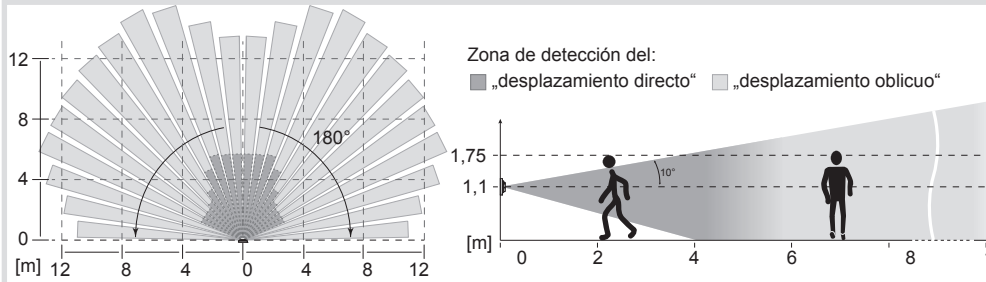 12
8
4
0
[m] 12 8 4 0 4 8 12
180°
Zona de detección del:
„desplazamiento directo“ „desplazamiento oblicuo“
1,75
1,1
10°
[m] 0 2 4 6 8